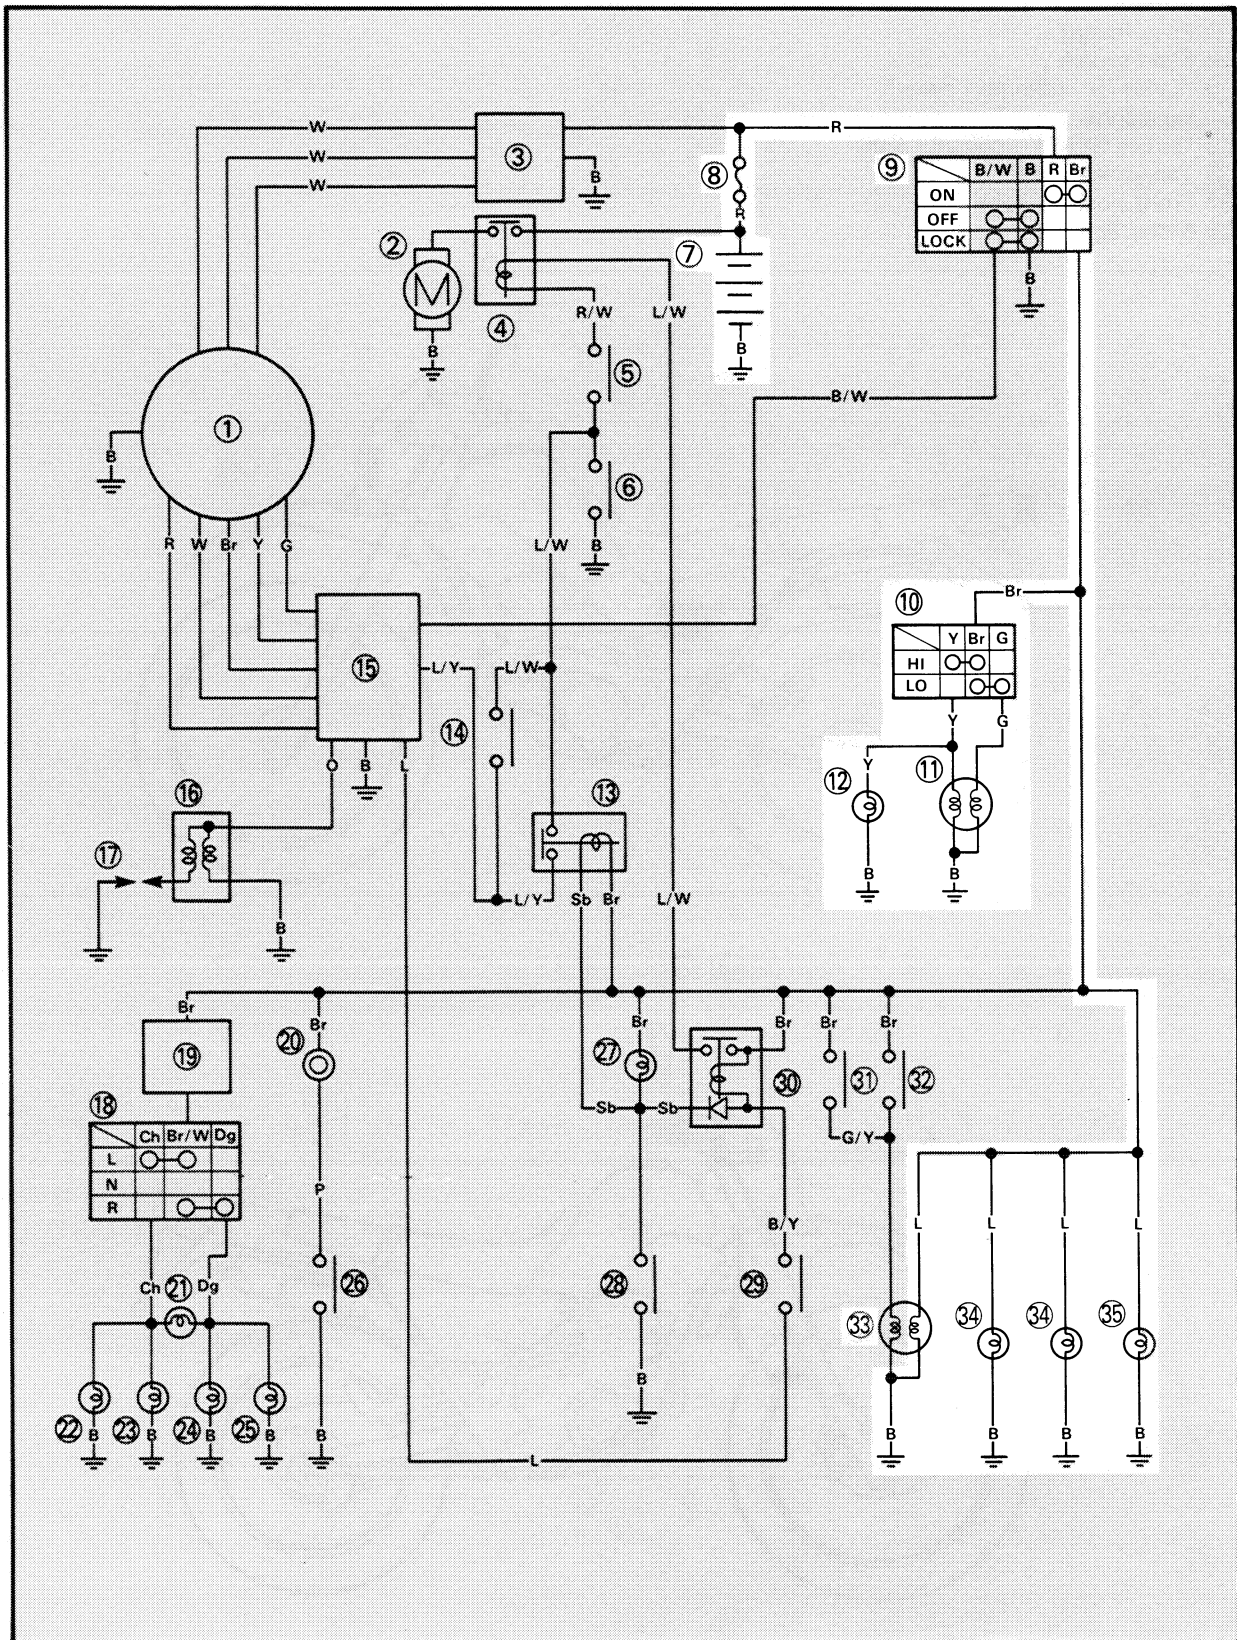 W
③
R
W
W
⑧
B
⑨
B/W B R Br
ON
OFF
LOCK
②
④
R
⑦
R/W
L/W
B
B
B
⑤
B/W
①
B
⑥
R W Br Y G
L/W
B
⑩
Br
Y Br G
HI
LO
⑮
L/Y
L/W
⑭
Y
G
O B L
Y
⑫
⑪
⑯
⑬
⑰
L/Y
Sb
Br
L/W
B
B
B
Br
Br
⑳
⑲
Br
㉗
Br
Br
Br
㉚
㉛
㉜
Sb
Sb
G/Y
⑱
Ch Br/W Dg
L
N
R
P
B/Y
L
L
L
L
Ch
㉑
Dg
㉖
㉘
㉙
㉝
㉞
㉞
㉟
㉒
B
㉓
B
㉔
B
㉕
B
B
B
L
B
B
B
B